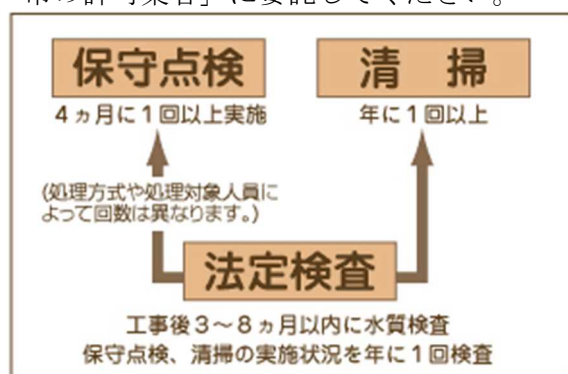 保守点検
4ヵ月に1回以上実施
清 掃
年に1回以上
(処理方式や処理対象人員に
よって回数は異なります。)
法定検査
工事後3~8ヵ月以内に水質検査
保守点検、清掃の実施状況を年に1回検査